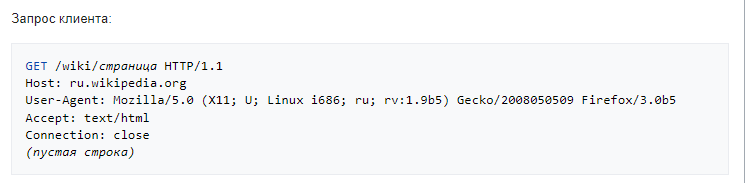 Запрос клиента:
GET /wiki/страница HTTP/1.1
Host: ru.wikipedia.org
User-Agent: Mozilla/5.0 (X11; U; Linux i686; ru; rv:1.9b5) Gecko/2008050509 Firefox/3.0b5
Accept: text/html
Connection: close
(пустая строка)